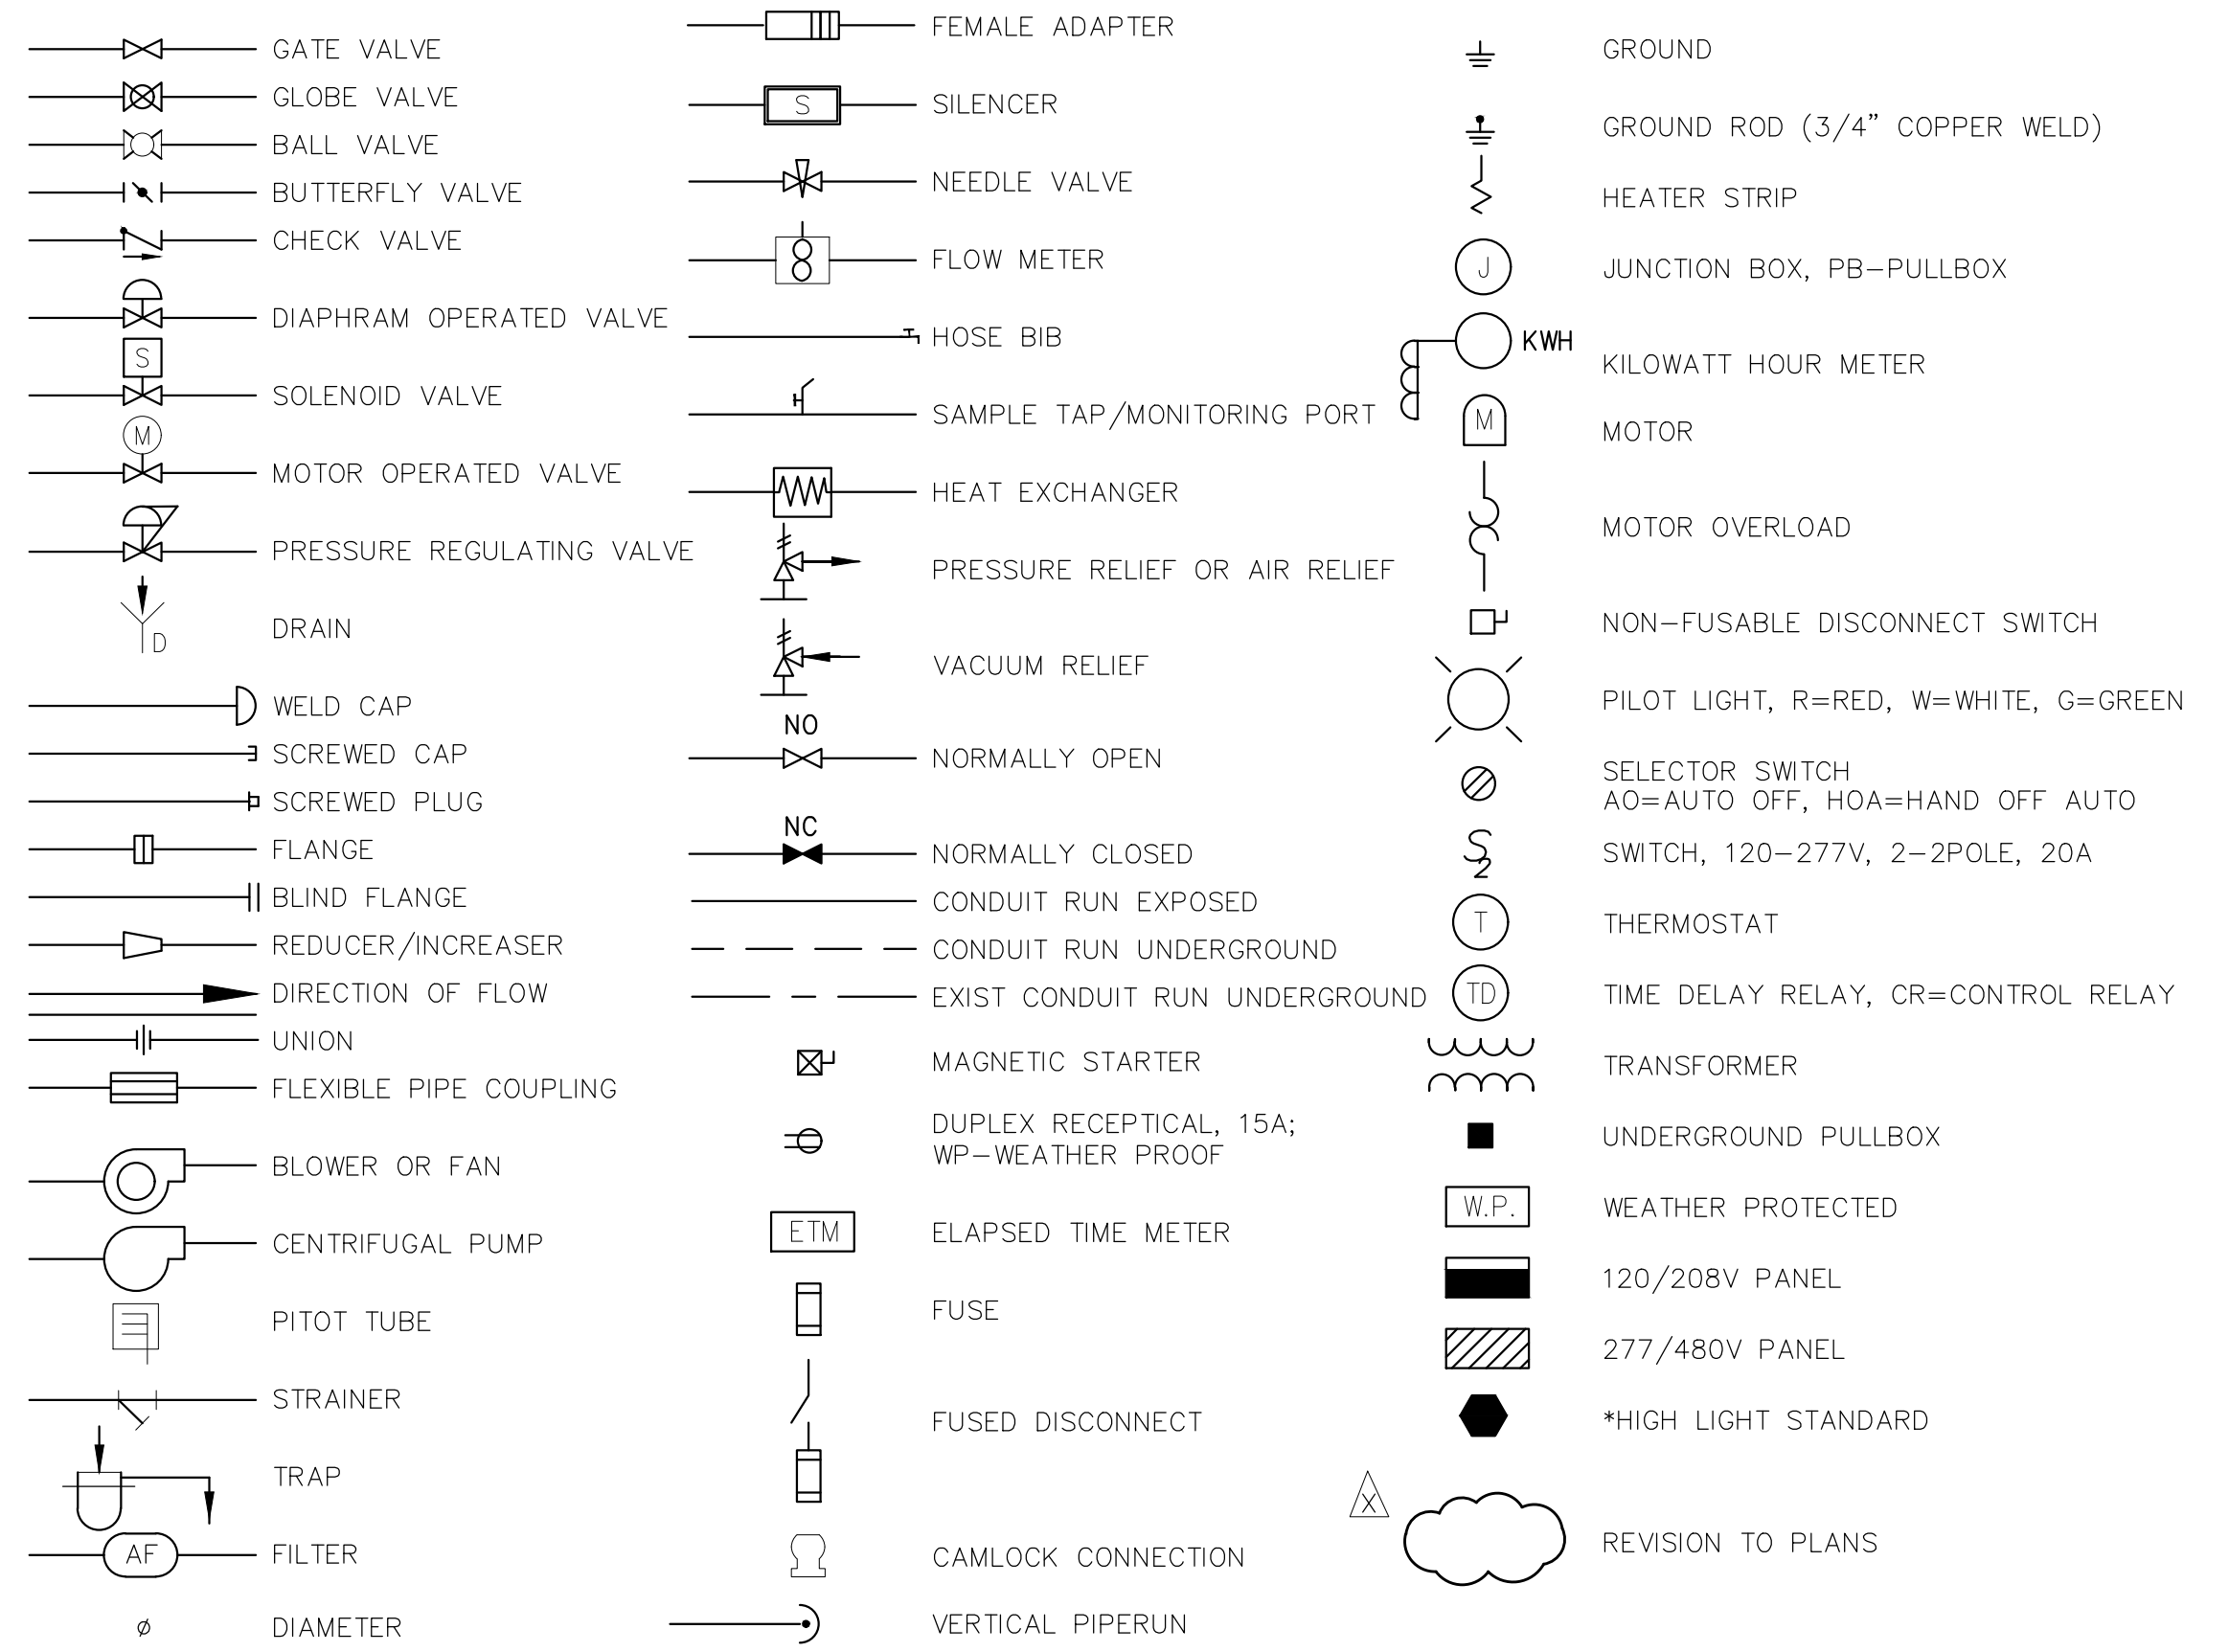 GATE VALVE
GLOBE VALVE
BALL VALVE
BUTTERFLY VALVE
CHECK VALVE
DIAPHRAM OPERATED VALVE
S
SOLENOID VALVE
M
MOTOR OPERATED VALVE
PRESSURE REGULATING VALVE
D
DRAIN
WELD CAP
SCREWED CAP
SCREWED PLUG
FLANGE
BLIND FLANGE
REDUCER/INCREASER
DIRECTION OF FLOW
UNION
FLEXIBLE PIPE COUPLING
BLOWER OR FAN
CENTRIFUGAL PUMP
PITOT TUBE
STRAINER
TRAP
AF FILTER
ø DIAMETER
FEMALE ADAPTER
S SILENCER
NEEDLE VALVE
FLOW METER
HOSE BIB
SAMPLE TAP/MONITORING PORT
HEAT EXCHANGER
PRESSURE RELIEF OR AIR RELIEF
VACUUM RELIEF
NO
NORMALLY OPEN
NC
NORMALLY CLOSED
CONDUIT RUN EXPOSED
CONDUIT RUN UNDERGROUND
EXIST CONDUIT RUN UNDERGROUND
MAGNETIC STARTER
DUPLEX RECEPTICAL, 15A;
WP-WEATHER PROOF
ETM ELAPSED TIME METER
FUSE
FUSED DISCONNECT
CAMLOCK CONNECTION
VERTICAL PIPERUN
GROUND
GROUND ROD (3/4" COPPER WELD)
HEATER STRIP
J JUNCTION BOX, PB-PULLBOX
KWH
KILOWATT HOUR METER
M MOTOR
MOTOR OVERLOAD
NON-FUSABLE DISCONNECT SWITCH
PILOT LIGHT, R=RED, W=WHITE, G=GREEN
SELECTOR SWITCH
AO=AUTO OFF, HOA=HAND OFF AUTO
S2 SWITCH, 120-277V, 2-2POLE, 20A
T THERMOSTAT
TD TIME DELAY RELAY, CR=CONTROL RELAY
TRANSFORMER
UNDERGROUND PULLBOX
W.P. WEATHER PROTECTED
120/208V PANEL
277/480V PANEL
*HIGH LIGHT STANDARD
X
REVISION TO PLANS